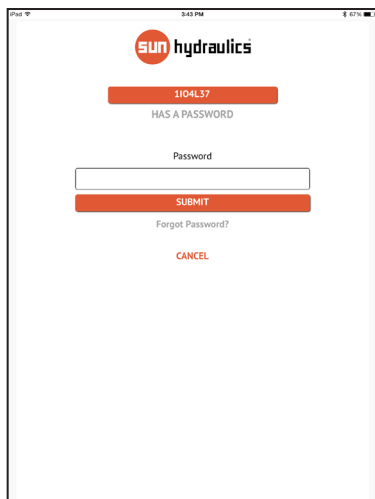 iPad 3:43 PM 67%
sun hydraulics
1IO4L37
HAS A PASSWORD
Password
SUBMIT
Forgot Password?
CANCEL